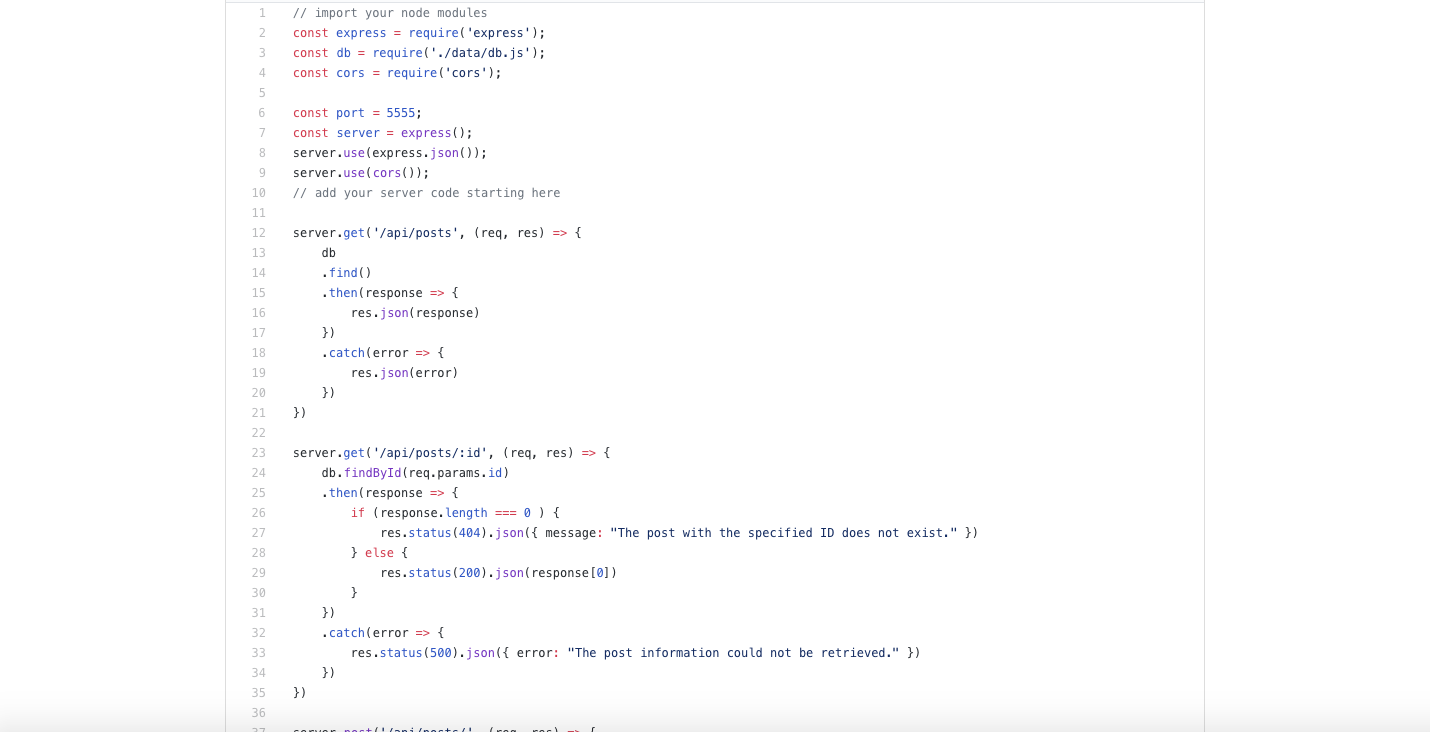 1 // import your node modules
2 const express = require('express');
3 const db = require('./data/db.js');
4 const cors = require('cors');
5
6 const port = 5555;
7 const server = express();
8 server.use(express.json());
9 server.use(cors());
10 // add your server code starting here
11
12 server.get('/api/posts', (req, res) => {
13     db
14     .find()
15     .then(response => {
16         res.json(response)
17     })
18     .catch(error => {
19         res.json(error)
20     })
21 })
22
23 server.get('/api/posts/:id', (req, res) => {
24     db.findById(req.params.id)
25     .then(response => {
26         if (response.length === 0 ) {
27             res.status(404).json({ message: "The post with the specified ID does not exist." })
28         } else {
29             res.status(200).json(response[0])
30         }
31     })
32     .catch(error => {
33         res.status(500).json({ error: "The post information could not be retrieved." })
34     })
35 })
36
37 server.post('/api/posts/', (req, res) => {